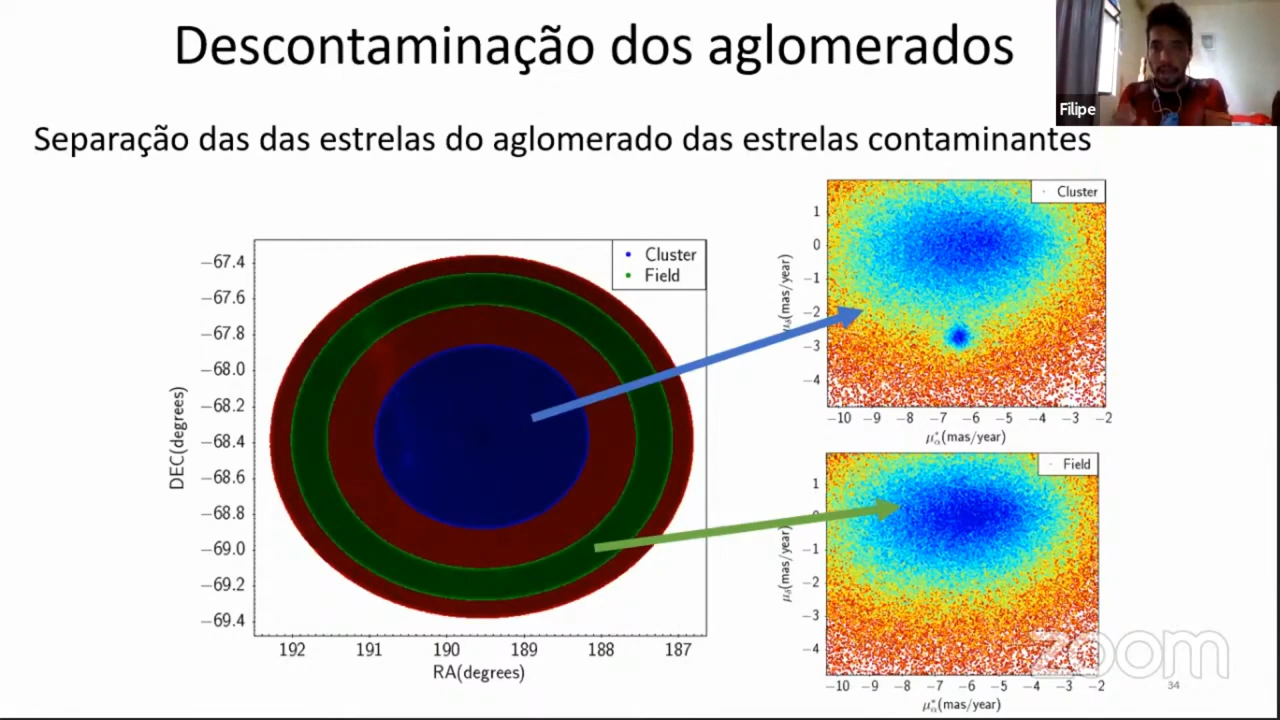 Descontaminação dos aglomerados
Filipe
Separação das das estrelas do aglomerado das estrelas contaminantes
Cluster
Field
−67.4
−67.6
−67.8
−68.0
−68.2
−68.4
−68.6
−68.8
−69.0
−69.2
−69.4
DEC(degrees)
192 191 190 189 188 187
RA(degrees)
Cluster
1
0
−1
−2
−3
−4
(mas/year)
−10 −9 −8 −7 −6 −5 −4 −3 −2
μ*α(mas/year)
Field
1
−1
−2
−3
−4
μδ(mas/year)
−10 −9 −8 −7 −6 −5 −4 −3 −2
μ*α(mas/year)
zoom
34